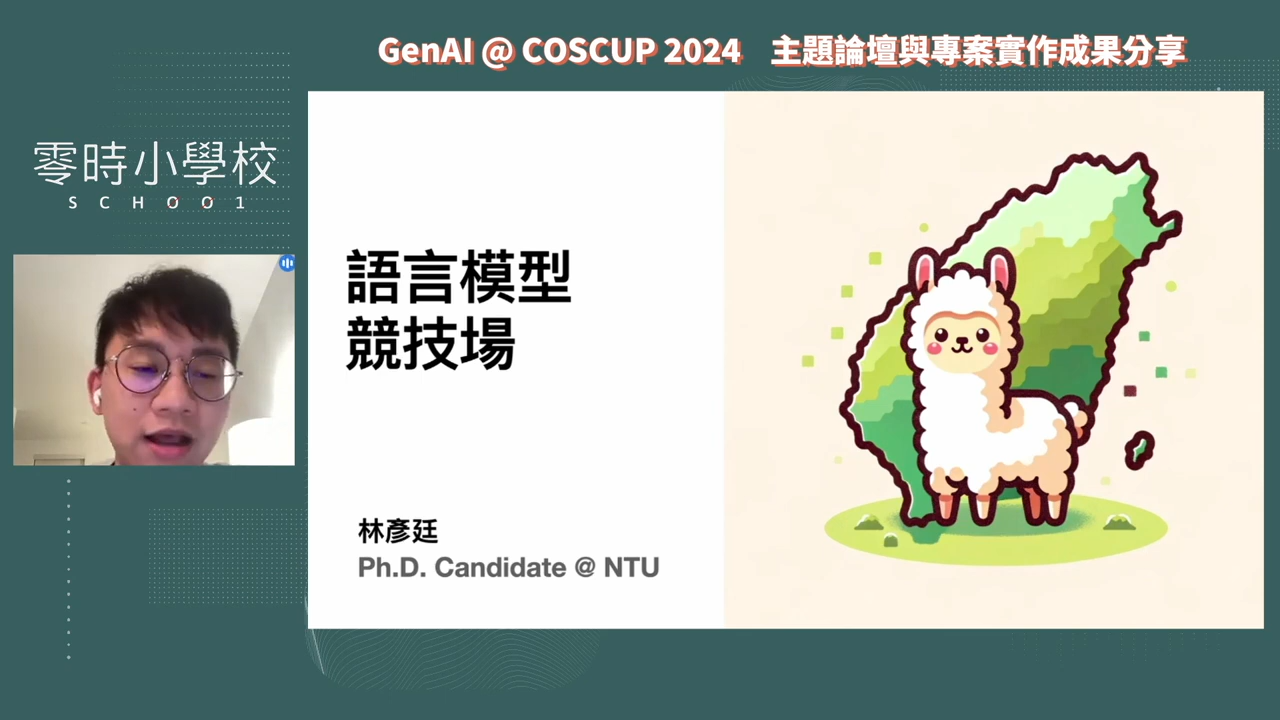 GenAI @ COSCUP 2024 主題論壇與專案實作成果分享
零時小學校
SCHOO1
語言模型
競技場
林彥廷
Ph.D. Candidate @ NTU